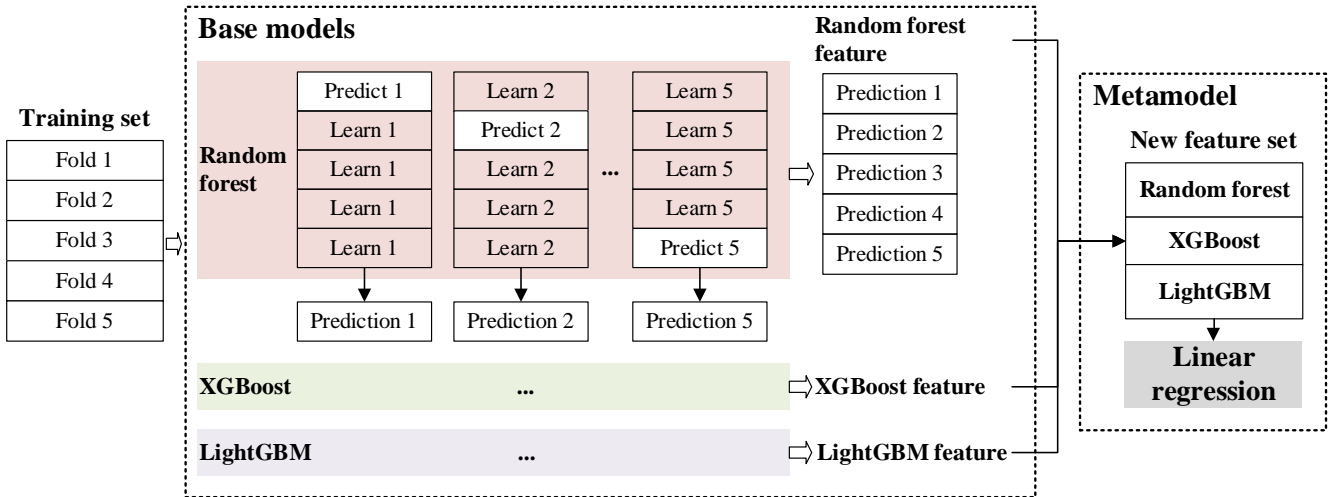 Training set
Fold 1
Fold 2
Fold 3
Fold 4
Fold 5
Base models
Random
forest
Predict 1
Learn 1
Learn 1
Learn 1
Learn 1
Prediction 1
Learn 2
Predict 2
Learn 2
Learn 2
Learn 2
Prediction 2
...
Learn 5
Learn 5
Learn 5
Learn 5
Predict 5
Prediction 5
Random forest
feature
Prediction 1
Prediction 2
Prediction 3
Prediction 4
Prediction 5
XGBoost
...
XGBoost feature
LightGBM
...
LightGBM feature
Metamodel
New feature set
Random forest
XGBoost
LightGBM
Linear
regression